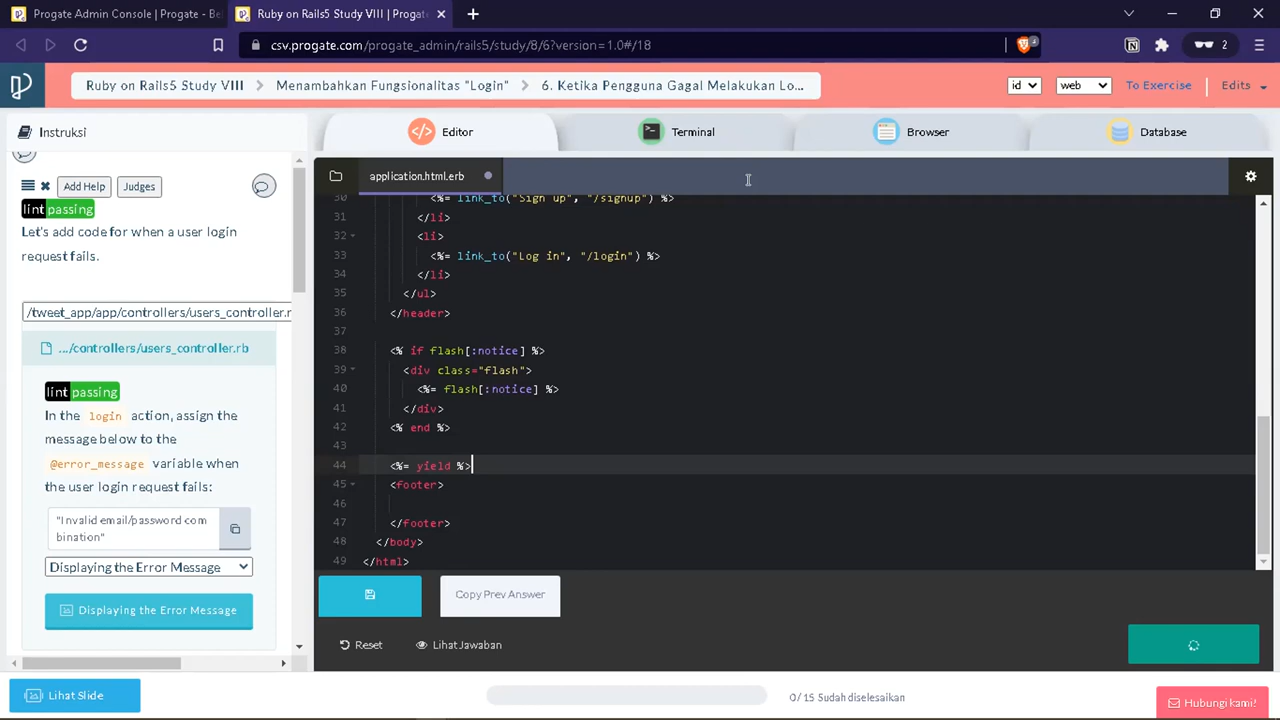 Progate Admin Console | Progate - Be
Ruby on Rails5 Study VIII | Progat
csv.progate.com/progate_admin/rails5/study/8/6?version=1.0#/18
2
Ruby on Rails5 Study VIII
Menambahkan Fungsionalitas "Login"
6. Ketika Pengguna Gagal Melakukan Lo...
id
web
To Exercise
Edits
Instruksi
Editor
Terminal
Browser
Database
Add Help
Judges
lint passing
Let's add code for when a user login
request fails.
/tweet_app/app/controllers/users_controller.r
.../controllers/users_controller.rb
lint passing
In the login action, assign the
message below to the
@error_message variable when
the user login request fails:
"Invalid email/password com
bination"
Displaying the Error Message
Displaying the Error Message
application.html.erb
30 <%= link_to("Sign up", "/signup") %>
31 </li>
32 <li>
33 <%= link_to("Log in", "/login") %>
34 </li>
35 </ul>
36 </header>
37
38 <% if flash[:notice] %>
39 <div class="flash">
40 <%= flash[:notice] %>
41 </div>
42 <% end %>
43
44 <%= yield %>
45 <footer>
46
47 </footer>
48 </body>
49 </html>
Copy Prev Answer
Reset
Lihat Jawaban
Lihat Slide
0/15 Sudah diselesaikan
Hubungi kami!